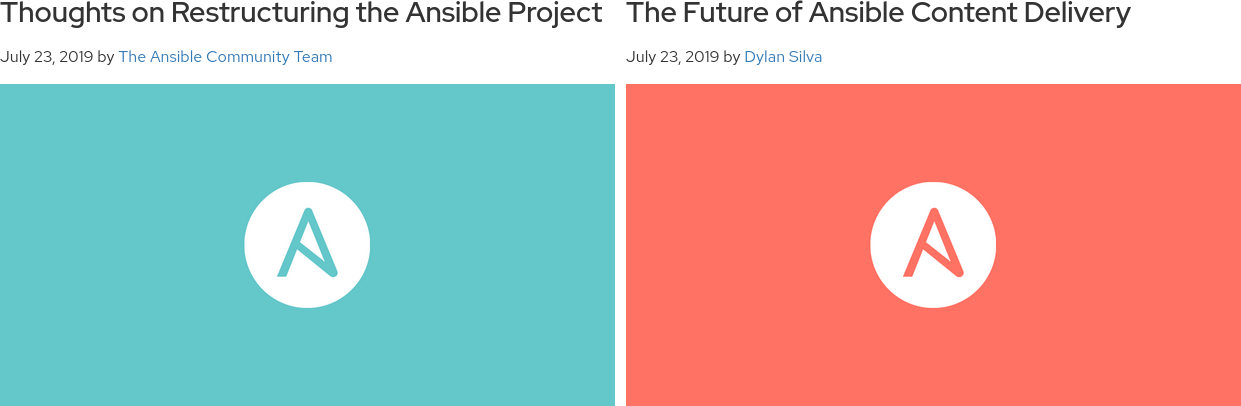 Thoughts on Restructuring the Ansible Project
July 23, 2019 by The Ansible Community Team
The Future of Ansible Content Delivery
July 23, 2019 by Dylan Silva